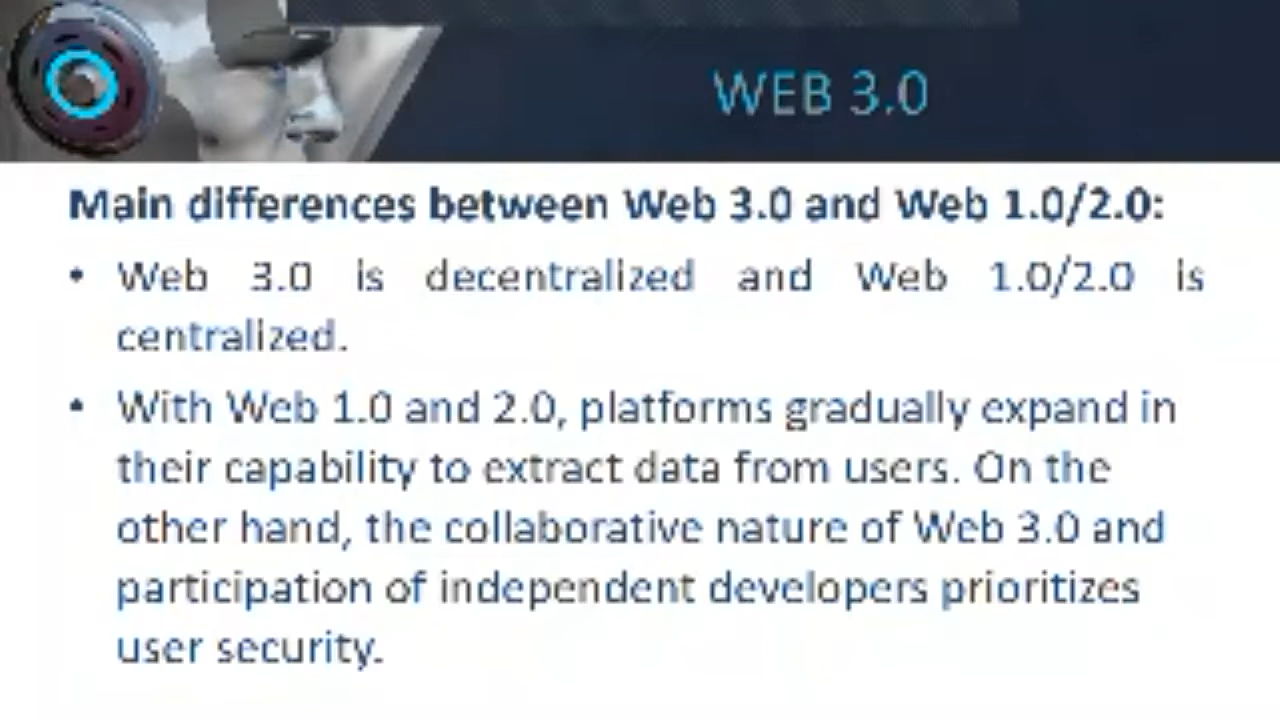 WEB 3.0
Main differences between Web 3.0 and Web 1.0/2.0:
• Web 3.0 is decentralized and Web 1.0/2.0 is
centralized.
• With Web 1.0 and 2.0, platforms gradually expand in
their capability to extract data from users. On the
other hand, the collaborative nature of Web 3.0 and
participation of independent developers prioritizes
user security.